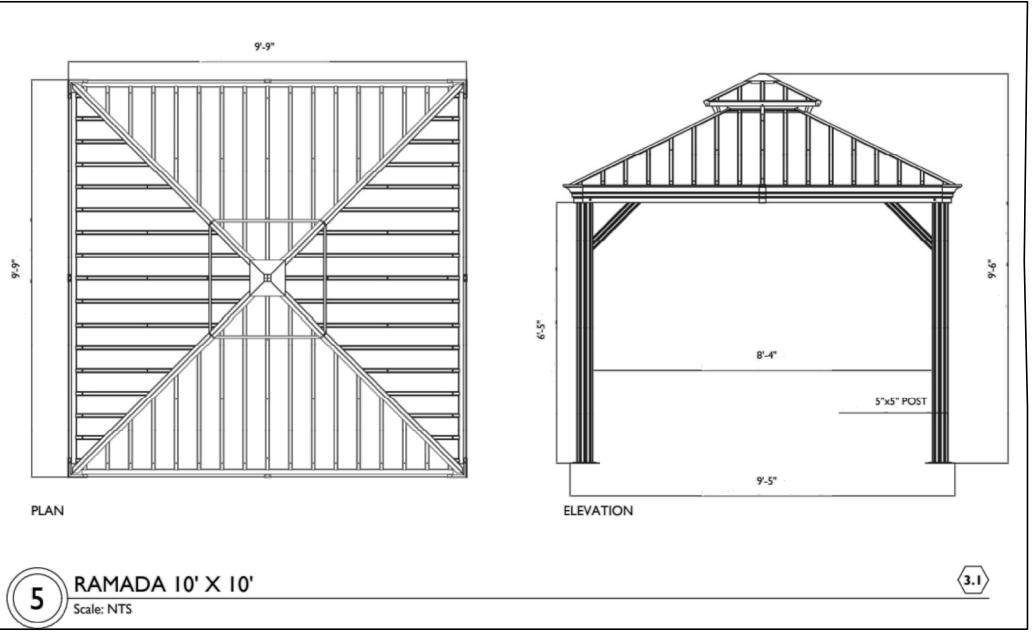 9'-9"
9'-9"
PLAN
6'-5"
8'-4"
5"x5" POST
9'-6"
9'-5"
ELEVATION
5
RAMADA 10' X 10'
Scale: NTS
3.1